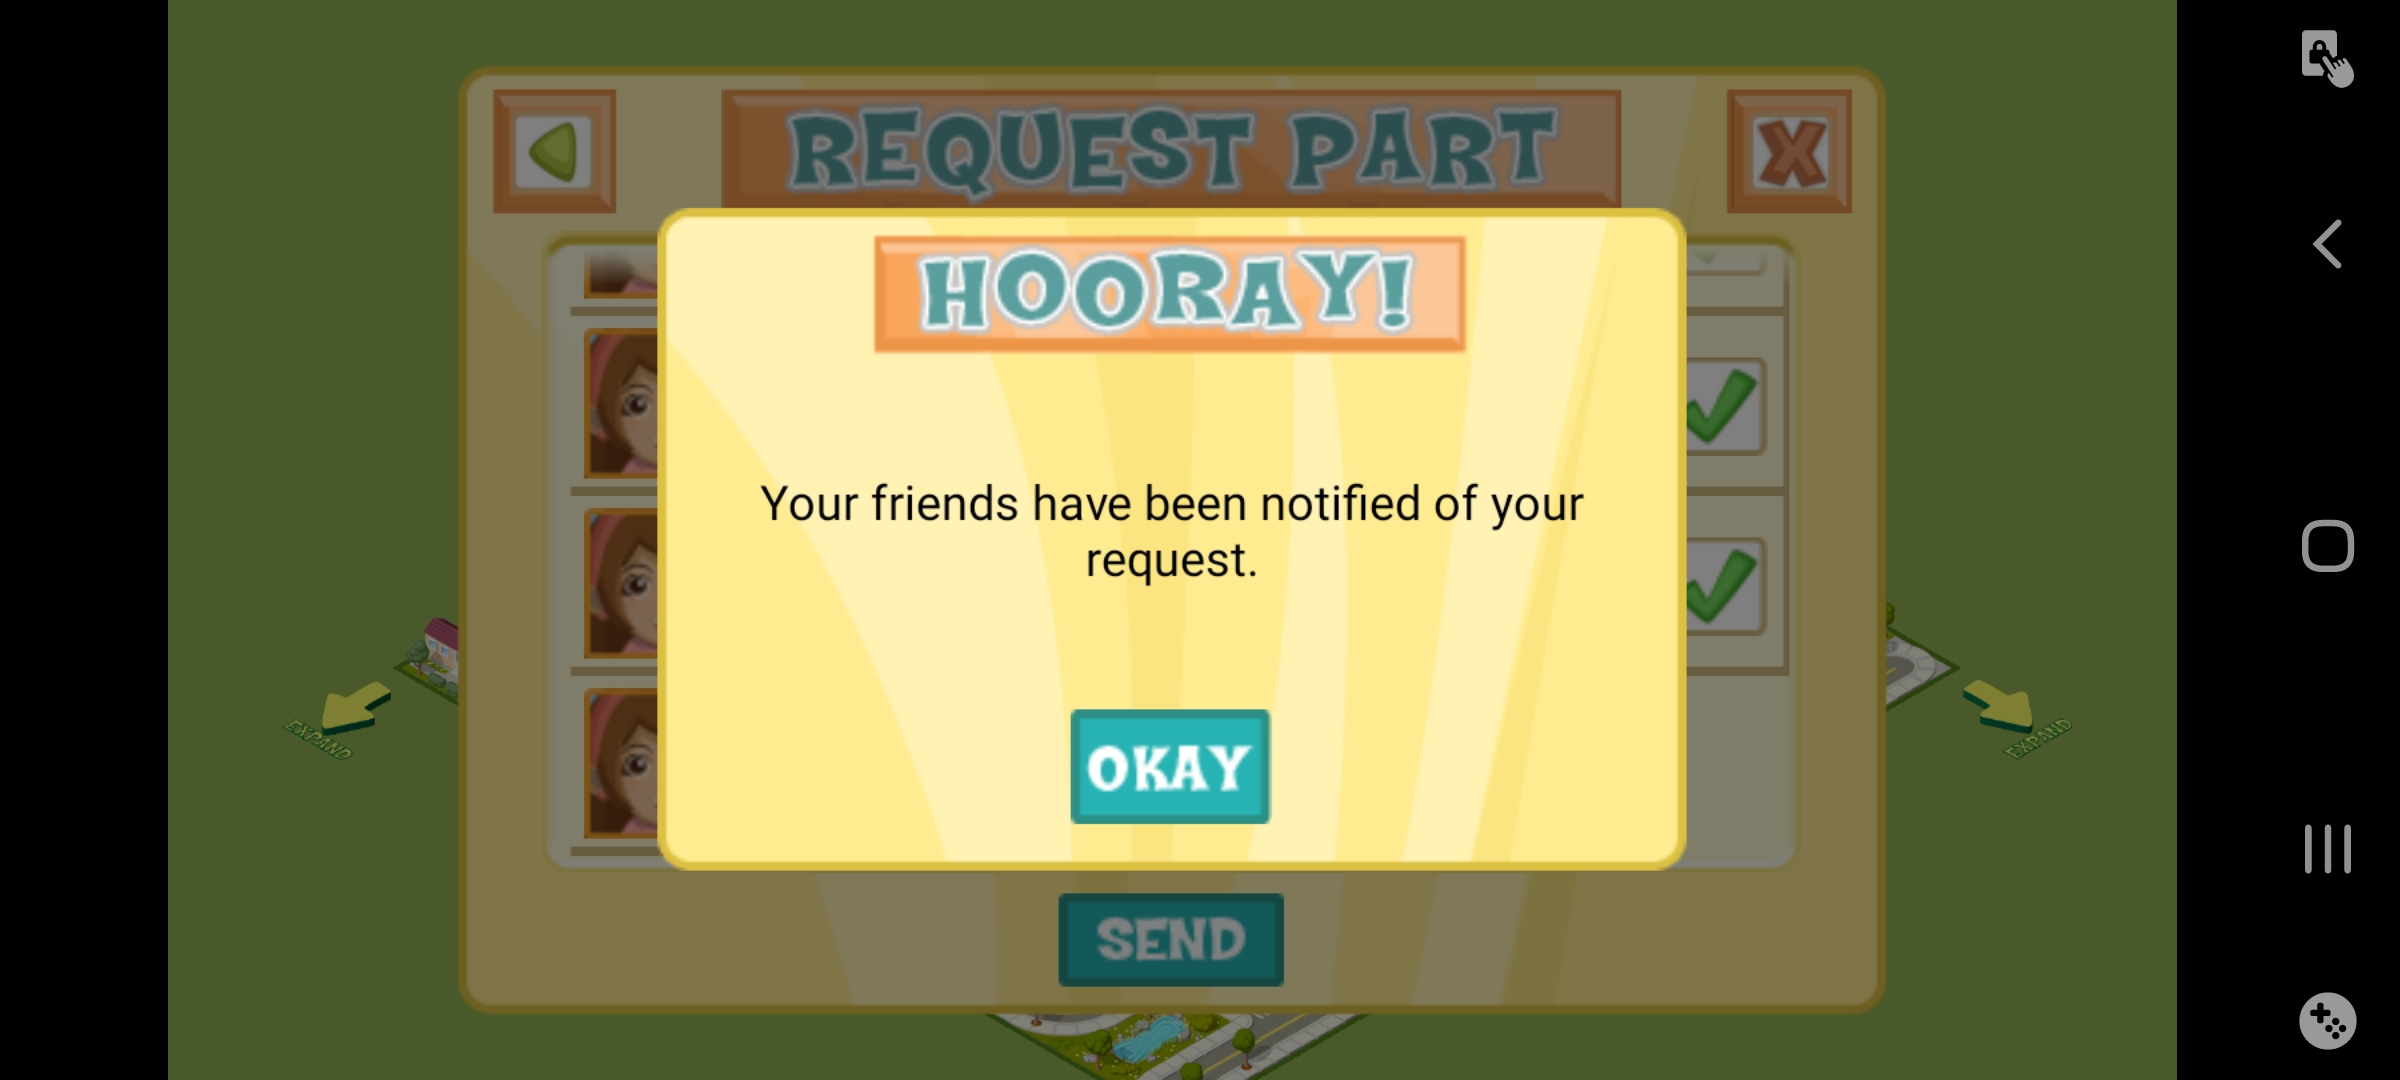 REQUEST PART
HOORAY!
Your friends have been notified of your
request.
OKAY
EXPAND
EXPAND
SEND